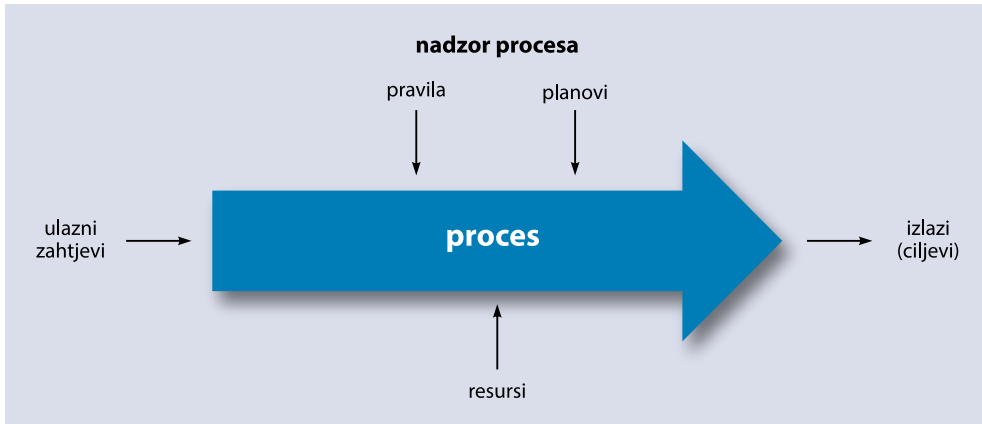 nadzor procesa
pravila
planovi
ulazni
zahtjevi
proces
izlazi
(ciljevi)
resursi